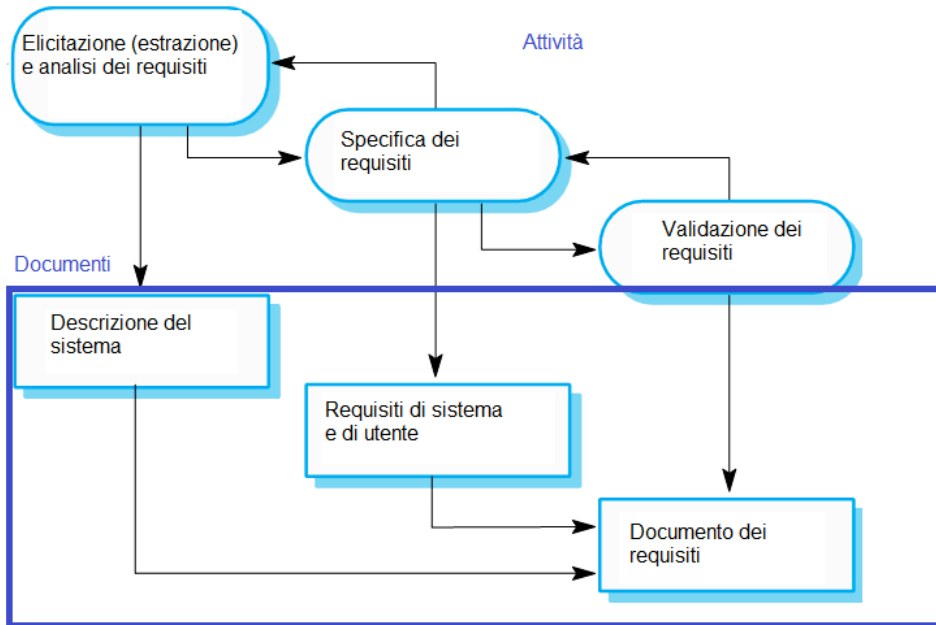 Elicitazione (estrazione)
e analisi dei requisiti
Attività
Specifica dei
requisiti
Validazione dei
requisiti
Documenti
Descrizione del
sistema
Requisiti di sistema
e di utente
Documento dei
requisiti